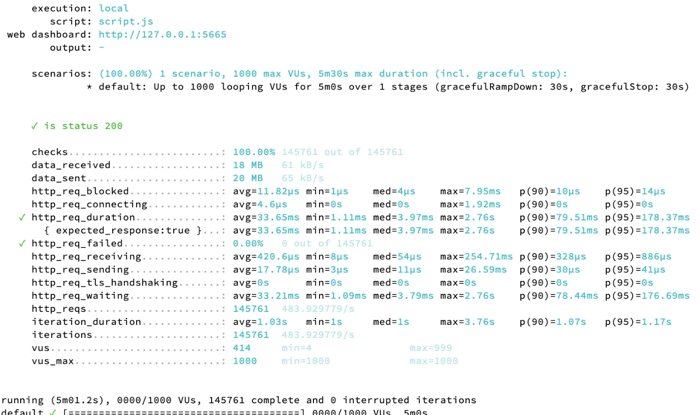 execution: local
script: script.js
web dashboard: http://127.0.0.1:5665
output: -
scenarios: (100.00%) 1 scenario, 1000 max VUs, 5m30s max duration (incl. graceful stop):
* default: Up to 1000 looping VUs for 5m0s over 1 stages (gracefulRampDown: 30s, gracefulStop: 30s)
✓ is status 200
checks.........................: 100.00% 145761 out of 145761
data_received..................: 18 MB 61 kB/s
data_sent......................: 20 MB 65 kB/s
http_req_blocked...............: avg=11.82µs min=1µs med=4µs max=7.95ms p(90)=10µs p(95)=14µs
http_req_connecting............: avg=4.6µs min=0s med=0s max=1.92ms p(90)=0s p(95)=0s
✓ http_req_duration..............: avg=33.65ms min=1.11ms med=3.97ms max=2.76s p(90)=79.51ms p(95)=178.37ms
{ expected_response:true }...: avg=33.65ms min=1.11ms med=3.97ms max=2.76s p(90)=79.51ms p(95)=178.37ms
✓ http_req_failed................: 0.00% 0 out of 145761
http_req_receiving.............: avg=420.6µs min=8µs med=54µs max=254.71ms p(90)=328µs p(95)=886µs
http_req_sending...............: avg=17.78µs min=3µs med=11µs max=26.59ms p(90)=30µs p(95)=41µs
http_req_tls_handshaking.......: avg=0s min=0s med=0s max=0s p(90)=0s p(95)=0s
http_req_waiting...............: avg=33.21ms min=1.09ms med=3.79ms max=2.76s p(90)=78.44ms p(95)=176.69ms
http_reqs......................: 145761 483.929779/s
iteration_duration.............: avg=1.03s min=1s med=1s max=3.76s p(90)=1.07s p(95)=1.17s
iterations.....................: 145761 483.929779/s
vus............................: 414 min=4 max=999
vus_max........................: 1000 min=1000 max=1000
running (5m01.2s), 0000/1000 VUs, 145761 complete and 0 interrupted iterations
default ✓ [======================================] 0000/1000 VUs 5m0s